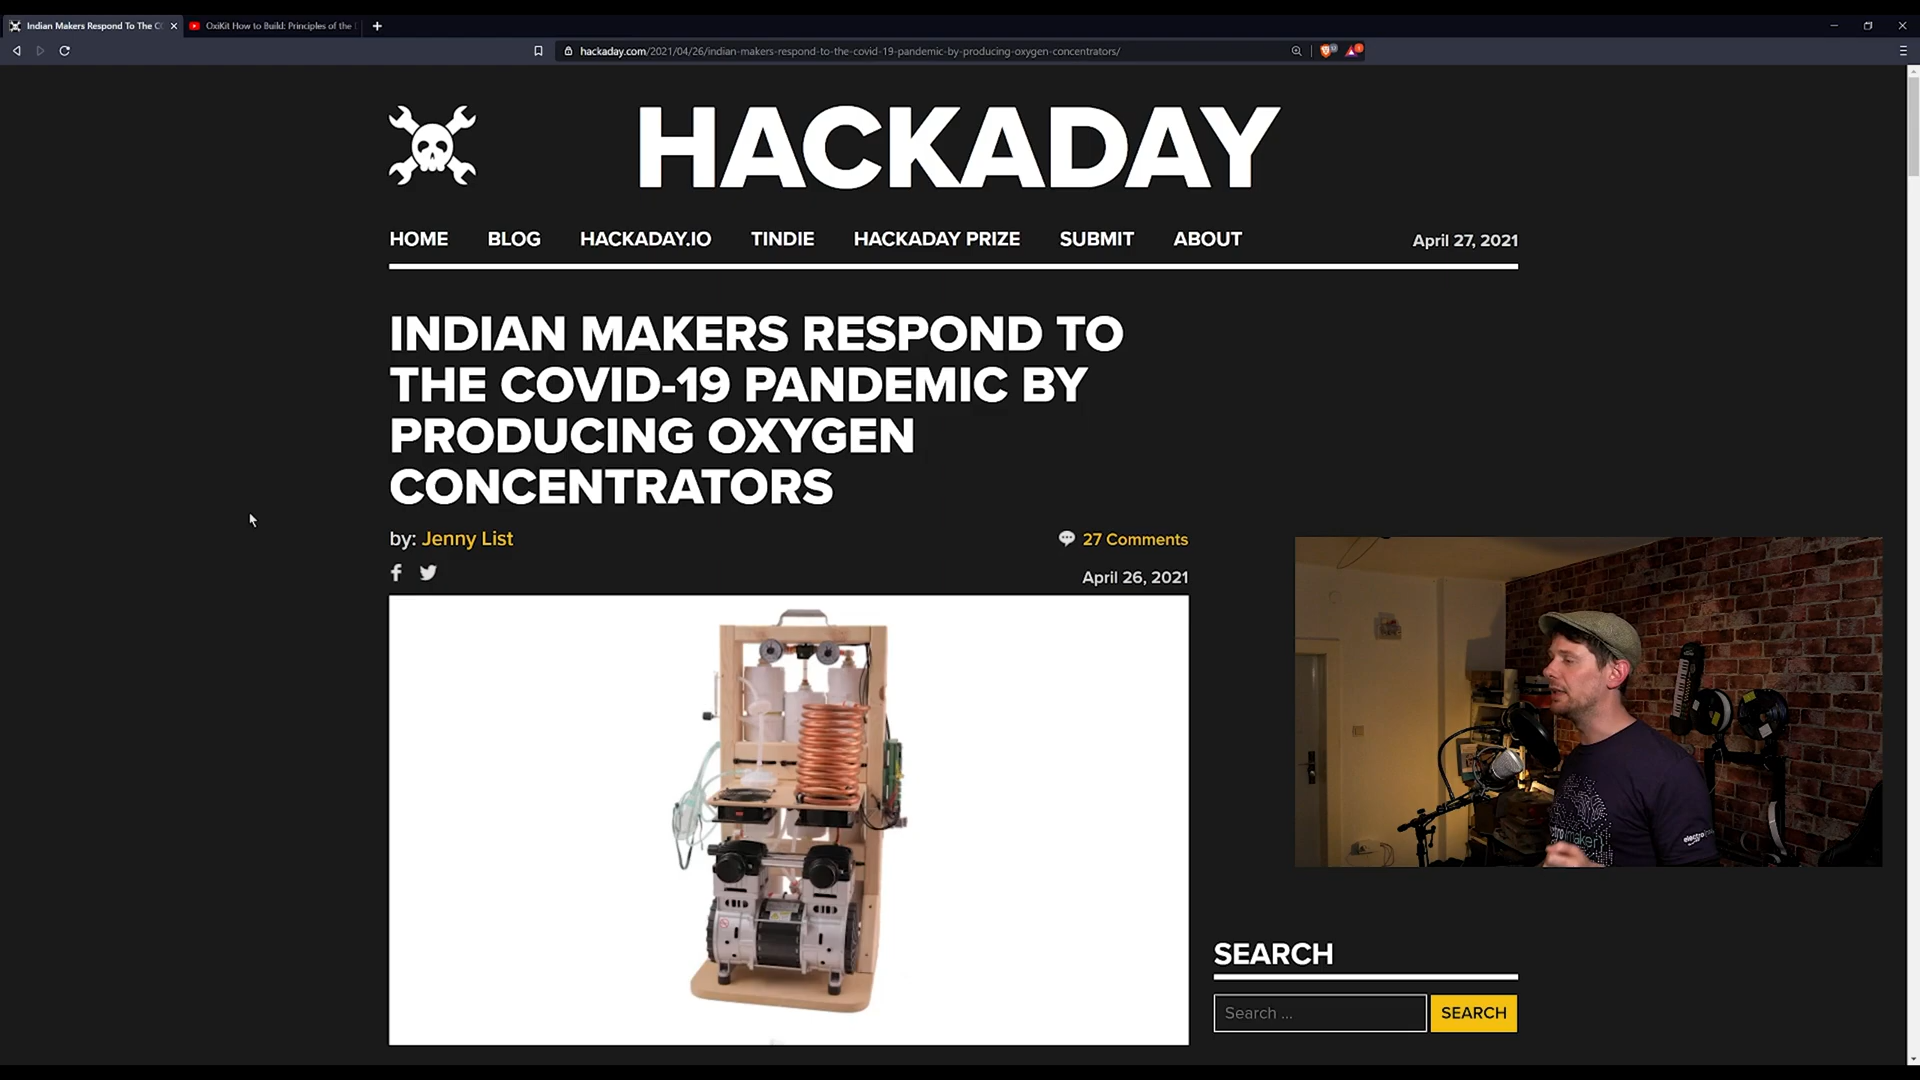 Indian Makers Respond To The CO
OxiKit How to Build: Principles of the
hackaday.com/2021/04/26/indian-makers-respond-to-the-covid-19-pandemic-by-producing-oxygen-concentrators/
HACKADAY
HOME BLOG HACKADAY.IO TINDIE HACKADAY PRIZE SUBMIT ABOUT April 27, 2021
INDIAN MAKERS RESPOND TO
THE COVID-19 PANDEMIC BY
PRODUCING OXYGEN
CONCENTRATORS
by: Jenny List
27 Comments
April 26, 2021
SEARCH
Search ...
SEARCH